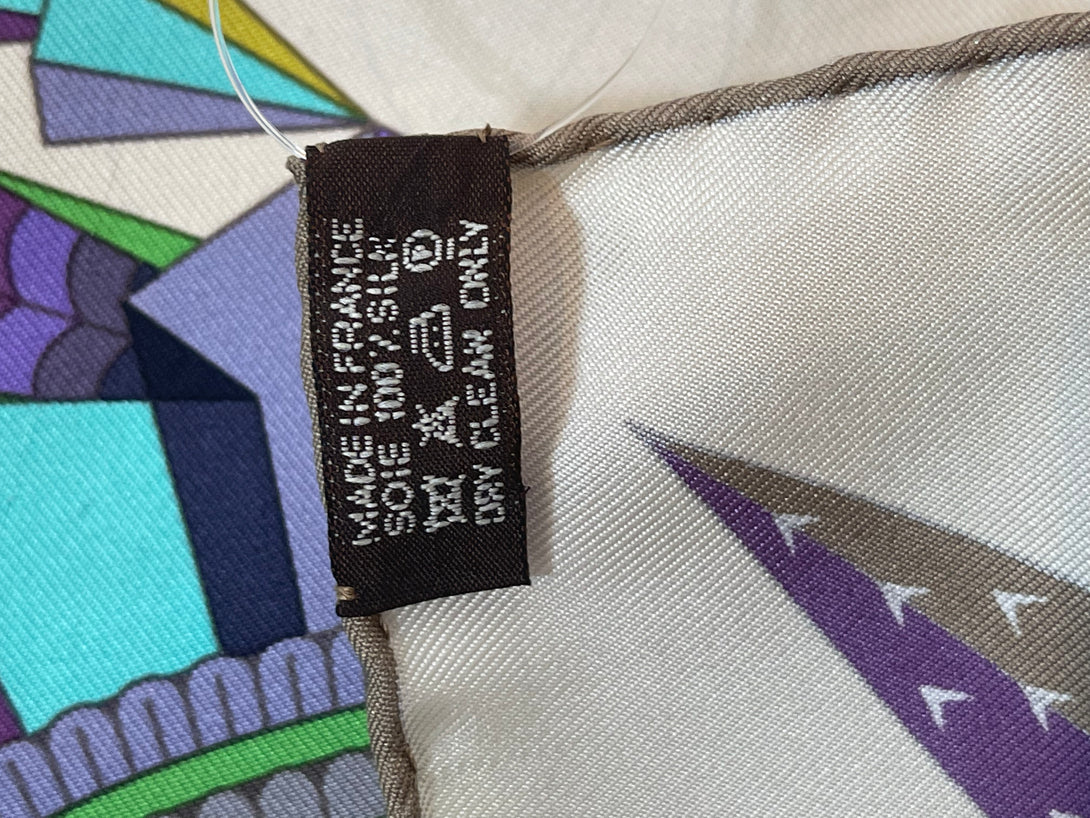 MADE IN FRANCE
SOIE 100% SILK
P
DRY CLEAN ONLY